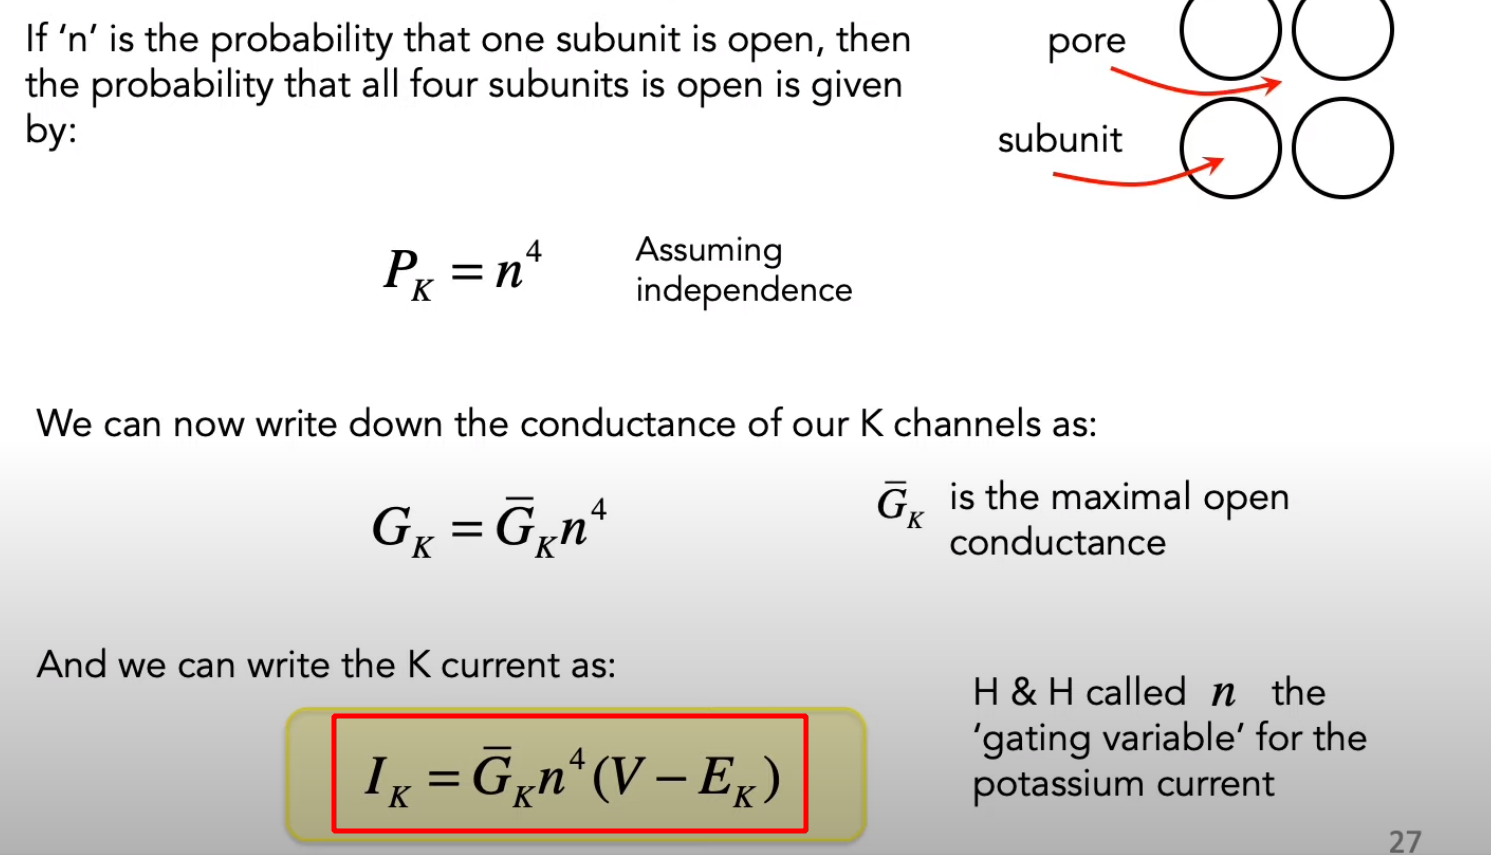 If ‘n’ is the probability that one subunit is open, then
the probability that all four subunits is open is given
by:
pore
subunit
P_K = n^4
Assuming
independence
We can now write down the conductance of our K channels as:
G_K = G̅_K n^4
G̅_K is the maximal open
conductance
And we can write the K current as:
I_K = G̅_K n^4 (V − E_K)
H & H called n the
‘gating variable’ for the
potassium current
27